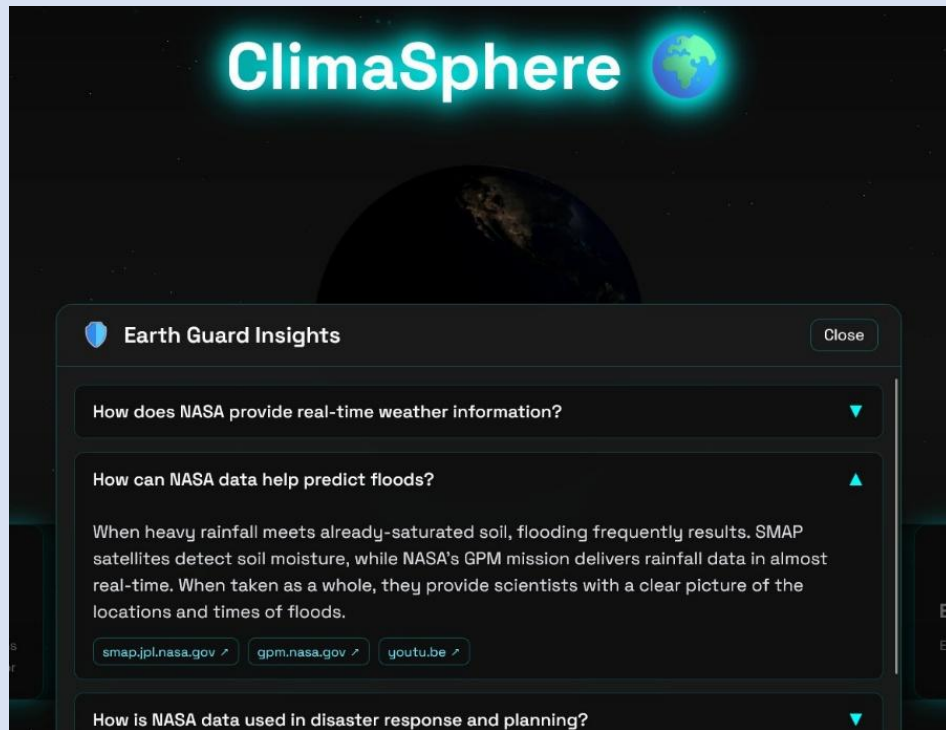 ClimaSphere
Earth Guard Insights
Close
How does NASA provide real-time weather information?
How can NASA data help predict floods?
When heavy rainfall meets already-saturated soil, flooding frequently results. SMAP
satellites detect soil moisture, while NASA's GPM mission delivers rainfall data in almost
real-time. When taken as a whole, they provide scientists with a clear picture of the
locations and times of floods.
smap.jpl.nasa.gov ↗ gpm.nasa.gov ↗ youtu.be ↗
How is NASA data used in disaster response and planning?